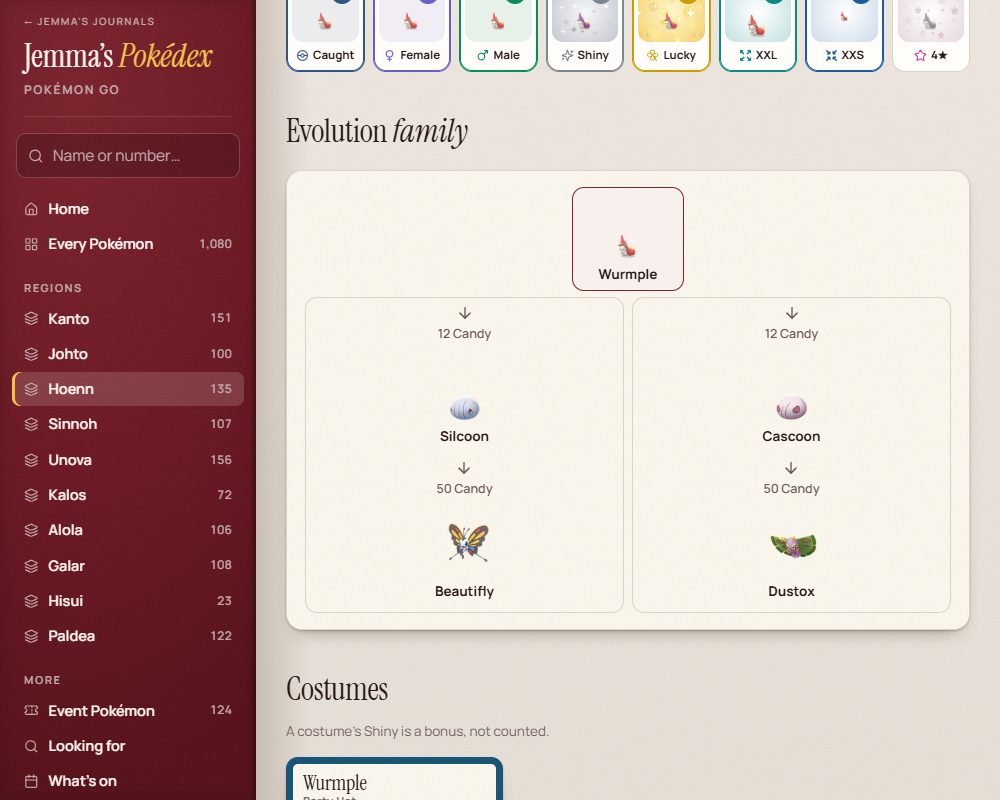 ← JEMMA'S JOURNALS
Jemma's Pokédex
POKÉMON GO
Name or number...
Home
Every Pokémon 1,080
REGIONS
Kanto 151
Johto 100
Hoenn 135
Sinnoh 107
Unova 156
Kalos 72
Alola 106
Galar 108
Hisui 23
Paldea 122
MORE
Event Pokémon 124
Looking for
What's on
Caught Female Male Shiny Lucky XXL XXS 4★
Evolution family
Wurmple
↓ ↓
12 Candy 12 Candy
Silcoon Cascoon
↓ ↓
50 Candy 50 Candy
Beautifly Dustox
Costumes
A costume's Shiny is a bonus, not counted.
Wurmple
Party Hat